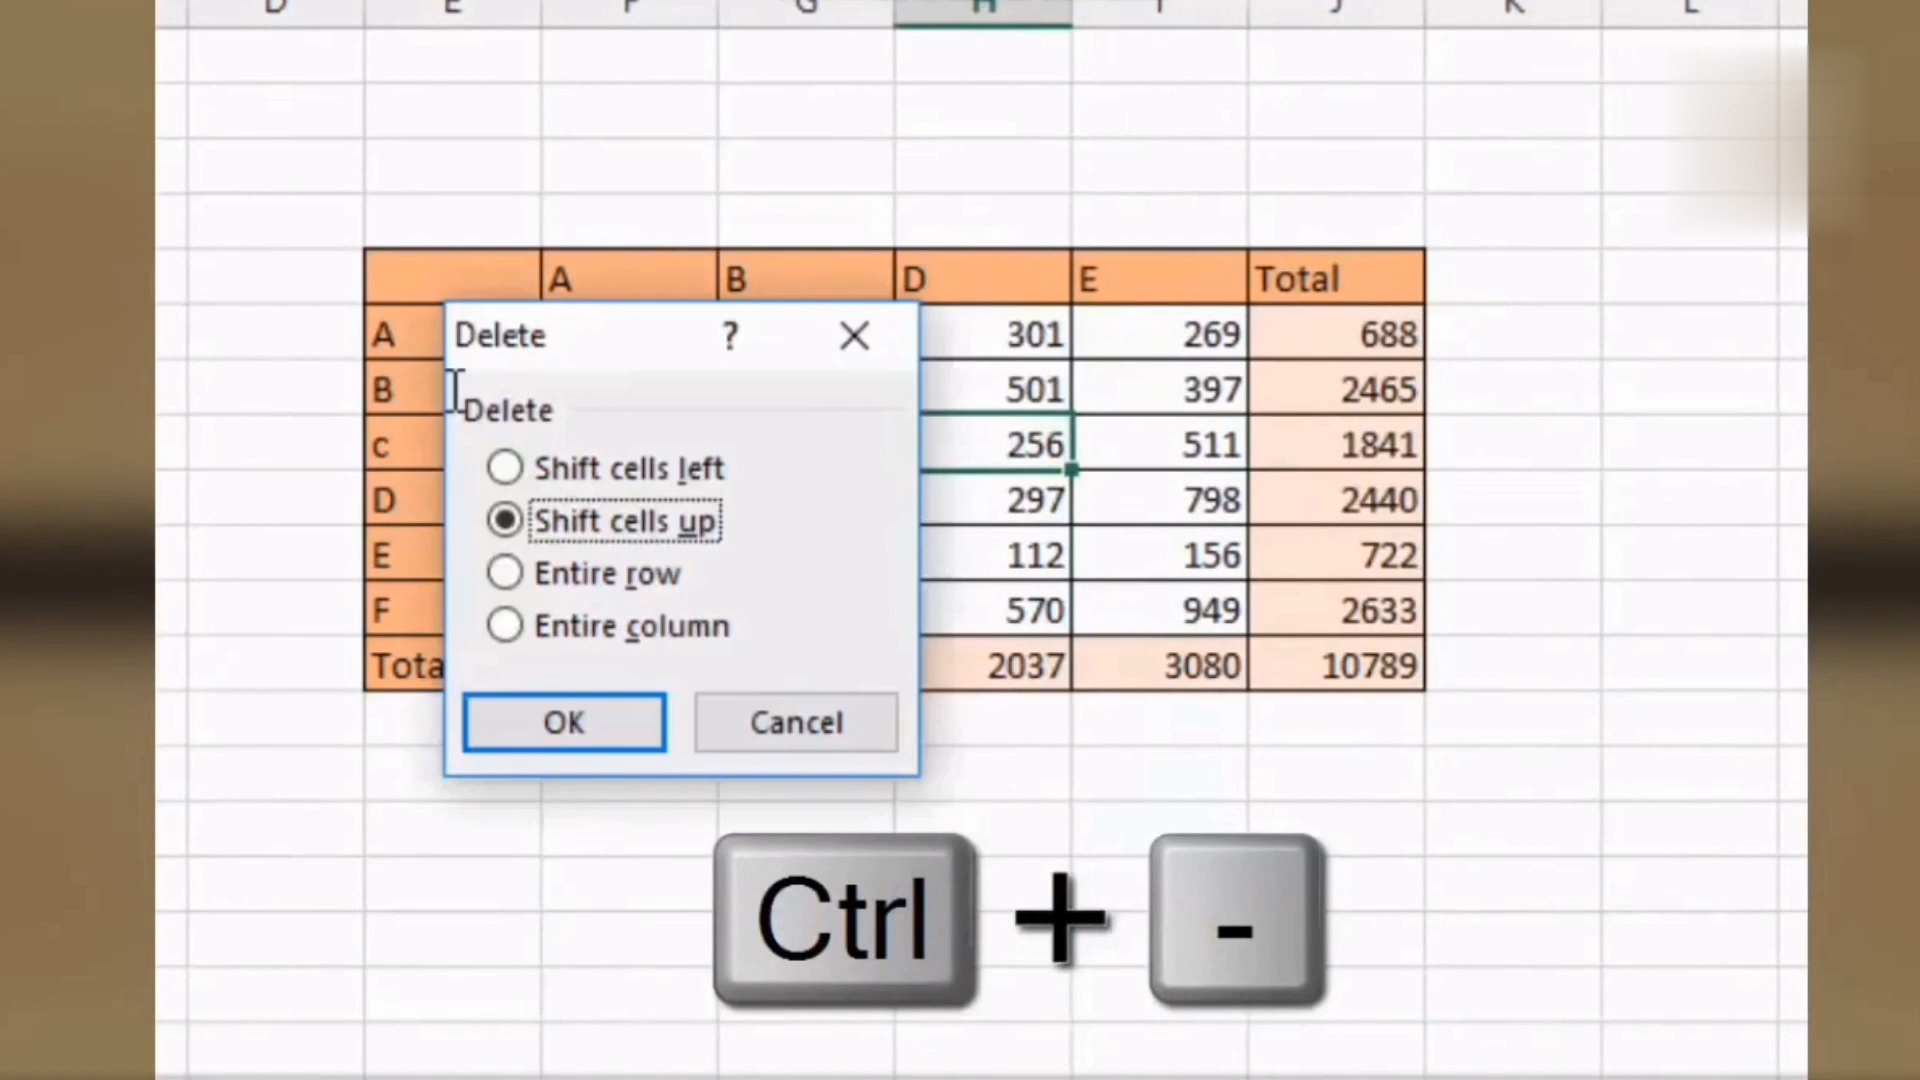 D E F G H I J K L
A B D E Total
A 301 269 688
B 501 397 2465
c 256 511 1841
D 297 798 2440
E 112 156 722
F 570 949 2633
Tota 2037 3080 10789
Delete ? X
Delete
Shift cells left
Shift cells up
Entire row
Entire column
OK Cancel
Ctrl + -